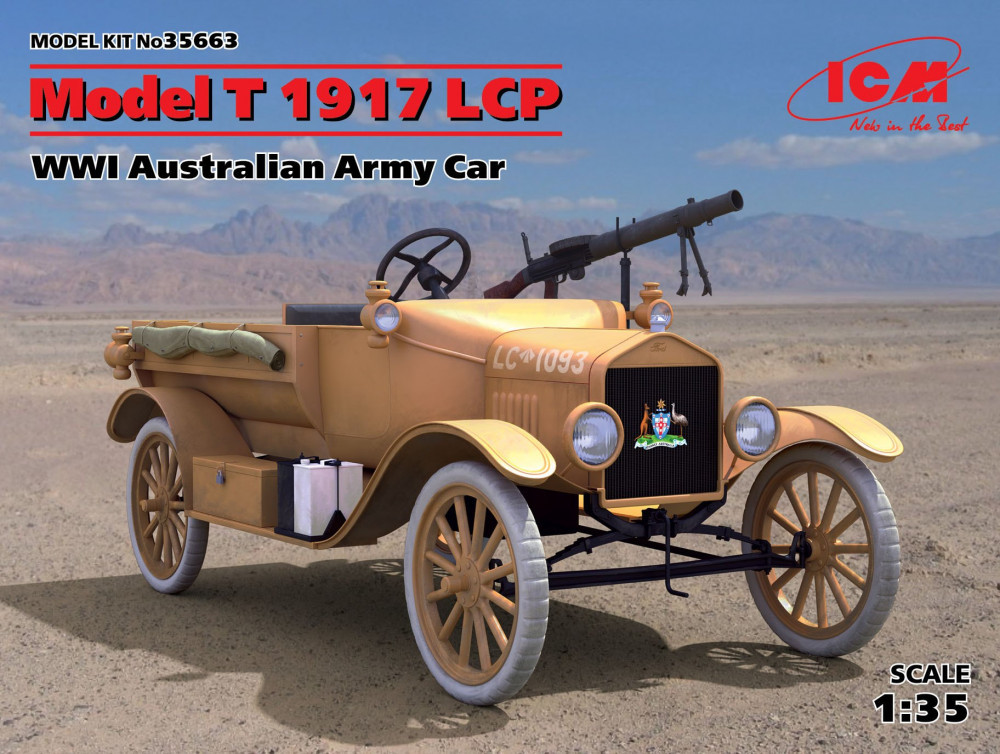 MODEL KIT No35663
Model T 1917 LCP
WWI Australian Army Car
ICM
New in the Best
LC 1093
SCALE
1:35